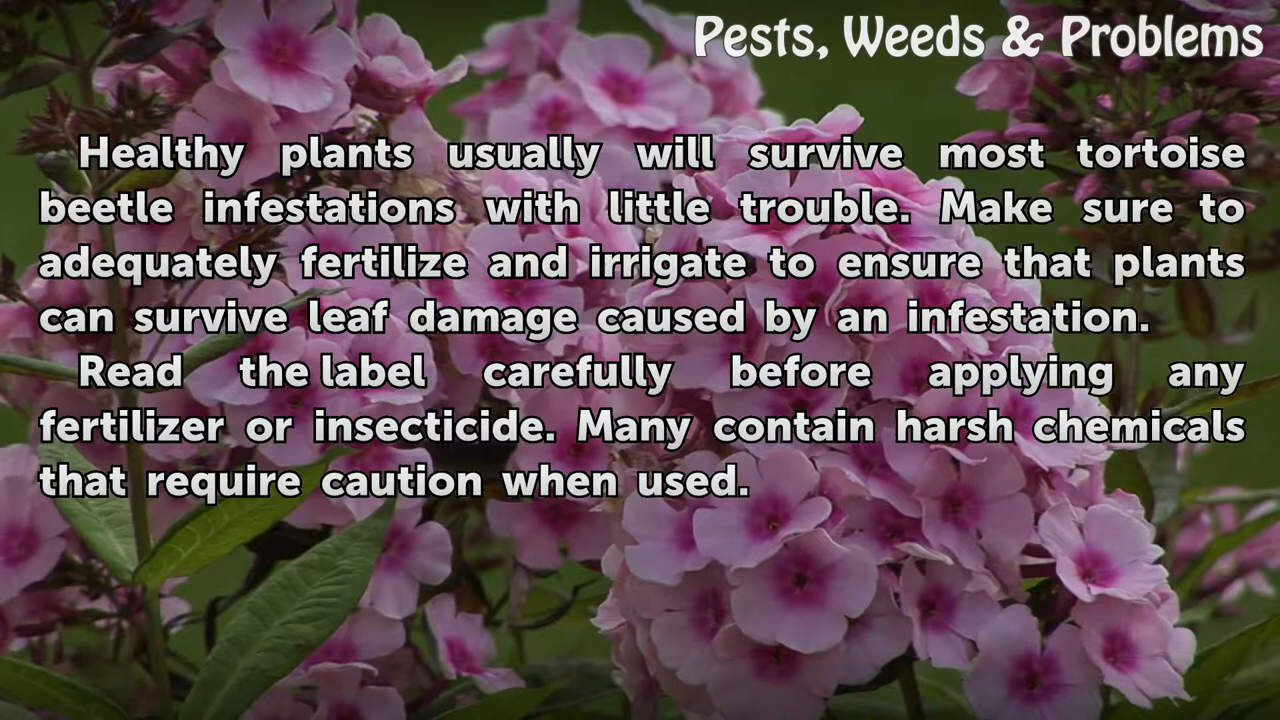 Pests, Weeds & Problems
Healthy plants usually will survive most tortoise
beetle infestations with little trouble. Make sure to
adequately fertilize and irrigate to ensure that plants
can survive leaf damage caused by an infestation.
Read the label carefully before applying any
fertilizer or insecticide. Many contain harsh chemicals
that require caution when used.